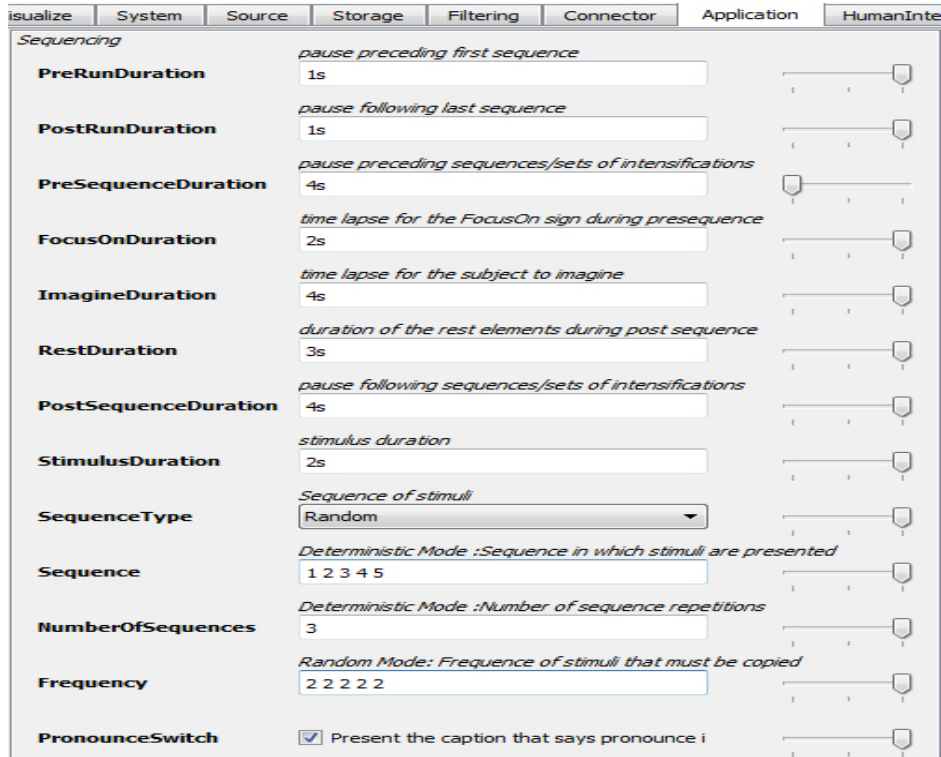 isualize System Source Storage Filtering Connector Application HumanInte
Sequencing
pause preceding first sequence
PreRunDuration 1s
pause following last sequence
PostRunDuration 1s
pause preceding sequences/sets of intensifications
PreSequenceDuration 4s
time lapse for the FocusOn sign during presequence
FocusOnDuration 2s
time lapse for the subject to imagine
ImagineDuration 4s
duration of the rest elements during post sequence
RestDuration 3s
pause following sequences/sets of intensifications
PostSequenceDuration 4s
stimulus duration
StimulusDuration 2s
Sequence of stimuli
SequenceType Random
Deterministic Mode :Sequence in which stimuli are presented
Sequence 1 2 3 4 5
Deterministic Mode :Number of sequence repetitions
NumberOfSequences 3
Random Mode: Frequence of stimuli that must be copied
Frequency 2 2 2 2 2
PronounceSwitch Present the caption that says pronounce i